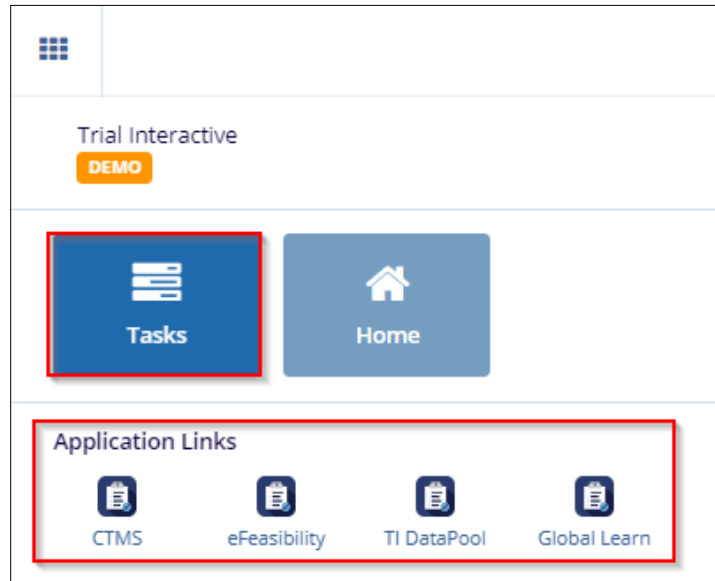 Trial Interactive
DEMO
Tasks
Home
Application Links
CTMS
eFeasibility
TI DataPool
Global Learn